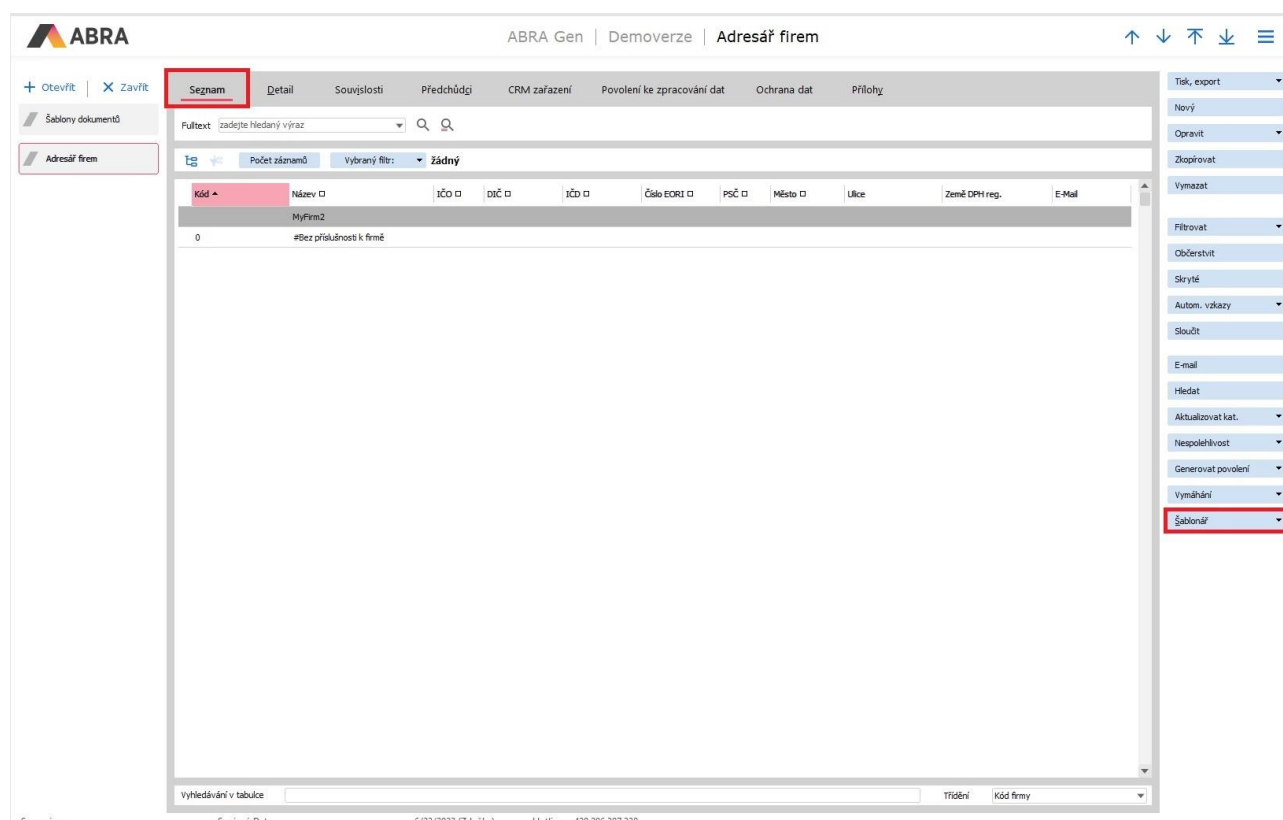 ABRA
ABRA Gen | Demoverze | Adresář firem
Otevřít | Zavřít
Šablony dokumentů
Adresář firem
Seznam Detail Souvislosti Předchůdci CRM zařazení Povolení ke zpracování dat Ochrana dat Přílohy
Fulltext zadejte hledaný výraz
Počet záznamů Vybraný filtr: žádný
Kód Název IČO DIČ IČD Číslo EORI PSČ Město Ulice Země DPH reg. E-Mail
MyFirm2
0 #Bez příslušnosti k firmě
Vyhledávání v tabulce Třídění Kód firmy
Tisk, export
Nový
Opravit
Zkopírovat
Vymazat
Filtrovat
Občerstvit
Skryté
Autom. vzkazy
Sloučit
E-mail
Hledat
Aktualizovat kat.
Nespolehlivost
Generovat povolení
Vymáhání
Šablonář